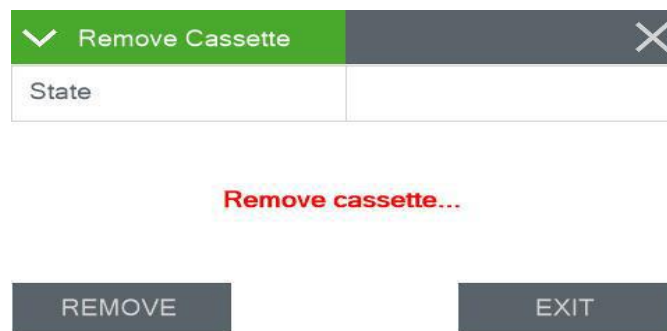 Remove Cassette
State
Remove cassette...
REMOVE
EXIT